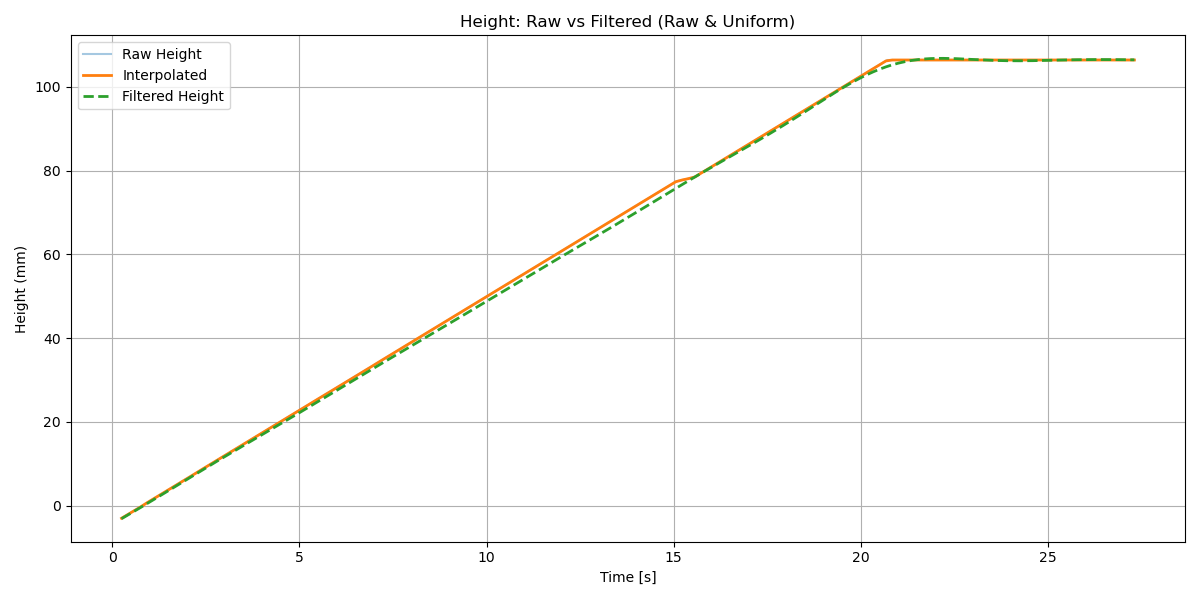 Height: Raw vs Filtered (Raw & Uniform)
Raw Height
Interpolated
Filtered Height
Height (mm)
100
80
60
40
20
0
0 5 10 15 20 25
Time [s]